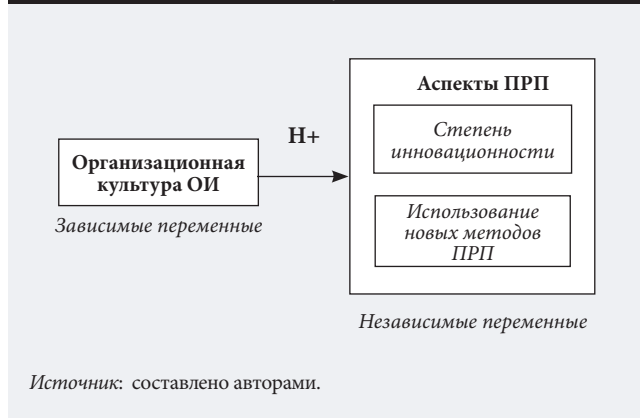 Аспекты ПРП
Степень
инновационности
H+
Организационная
культура ОИ
Зависимые переменные
Использование
новых методов
ПРП
Независимые переменные
Источник: составлено авторами.